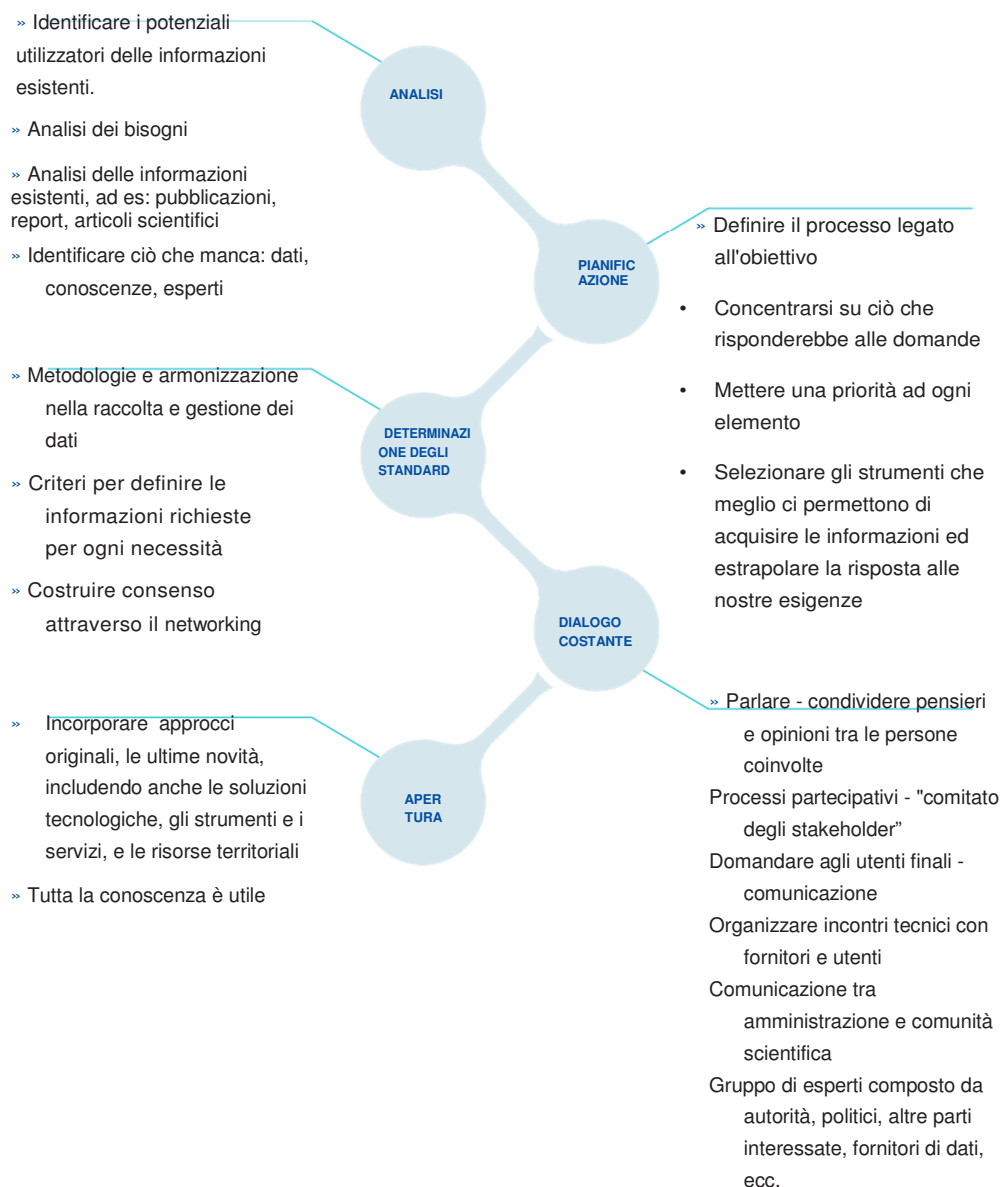 » Identificare i potenziali
utilizzatori delle informazioni
esistenti.
» Analisi dei bisogni
» Analisi delle informazioni
esistenti, ad es: pubblicazioni,
report, articoli scientifici
» Identificare ciò che manca: dati,
conoscenze, esperti
ANALISI
» Definire il processo legato
all'obiettivo
• Concentrarsi su ciò che
risponderebbe alle domande
• Mettere una priorità ad ogni
elemento
• Selezionare gli strumenti che
meglio ci permettono di
acquisire le informazioni ed
estrapolare la risposta alle
nostre esigenze
PIANIFIC
AZIONE
» Metodologie e armonizzazione
nella raccolta e gestione dei
dati
» Criteri per definire le
informazioni richieste
per ogni necessità
» Costruire consenso
attraverso il networking
DETERMINAZI
ONE DEGLI
STANDARD
DIALOGO
COSTANTE
» Parlare - condividere pensieri
e opinioni tra le persone
coinvolte
Processi partecipativi - "comitato
degli stakeholder”
Domandare agli utenti finali -
comunicazione
Organizzare incontri tecnici con
fornitori e utenti
Comunicazione tra
amministrazione e comunità
scientifica
Gruppo di esperti composto da
autorità, politici, altre parti
interessate, fornitori di dati,
ecc.
» Incorporare approcci
originali, le ultime novità,
includendo anche le soluzioni
tecnologiche, gli strumenti e i
servizi, e le risorse territoriali
» Tutta la conoscenza è utile
APER
TURA